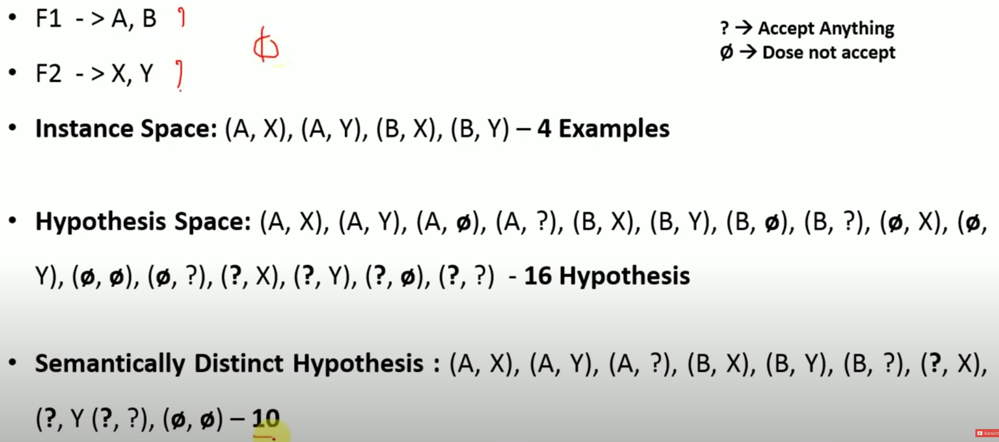 • F1 - > A, B ?
? → Accept Anything
ø → Dose not accept
ϕ
• F2 - > X, Y ?
• Instance Space: (A, X), (A, Y), (B, X), (B, Y) – 4 Examples
• Hypothesis Space: (A, X), (A, Y), (A, ø), (A, ?), (B, X), (B, Y), (B, ø), (B, ?), (ø, X), (ø,
Y), (ø, ø), (ø, ?), (?, X), (?, Y), (?, ø), (?, ?) - 16 Hypothesis
• Semantically Distinct Hypothesis : (A, X), (A, Y), (A, ?), (B, X), (B, Y), (B, ?), (?, X),
(?, Y (?, ?), (ø, ø) – 10